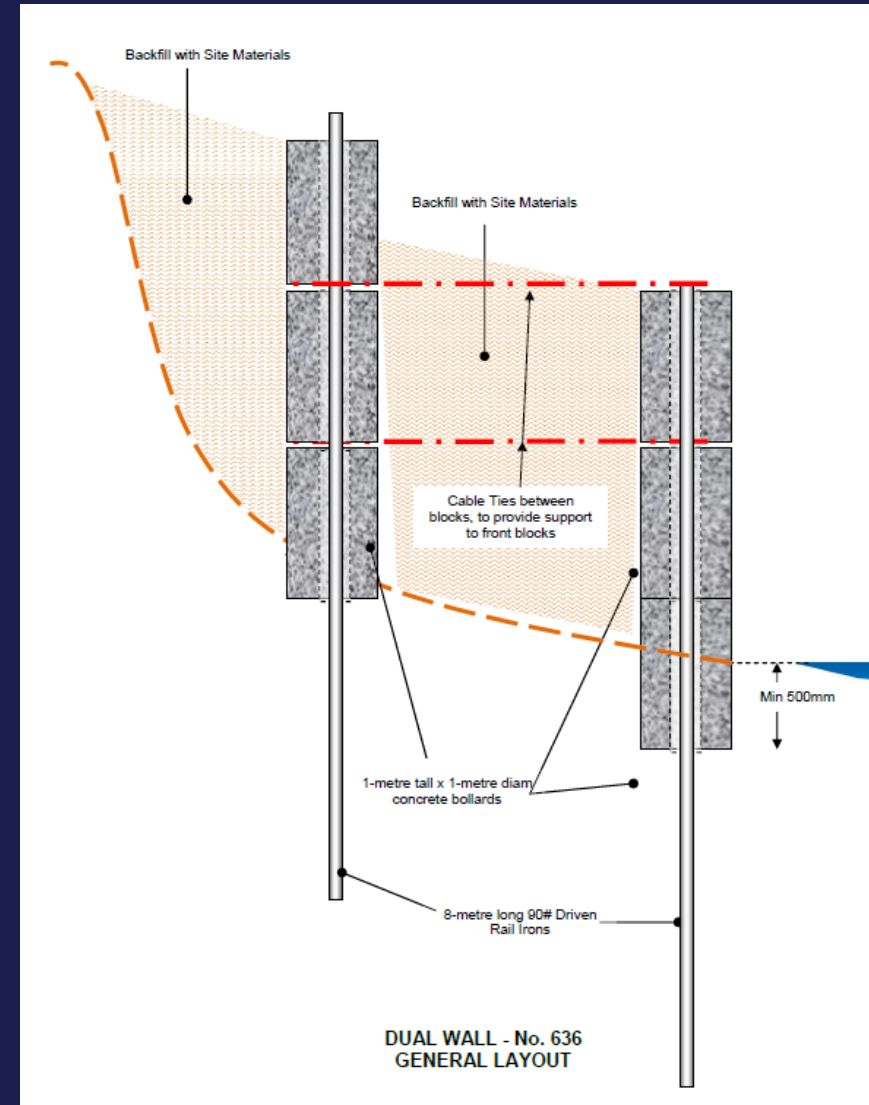 Backfill with Site Materials
Backfill with Site Materials
Cable Ties between
blocks, to provide support
to front blocks
Min 500mm
1-metre tall x 1-metre diam
concrete bollards
8-metre long 90# Driven
Rail Irons
DUAL WALL - No. 636
GENERAL LAYOUT